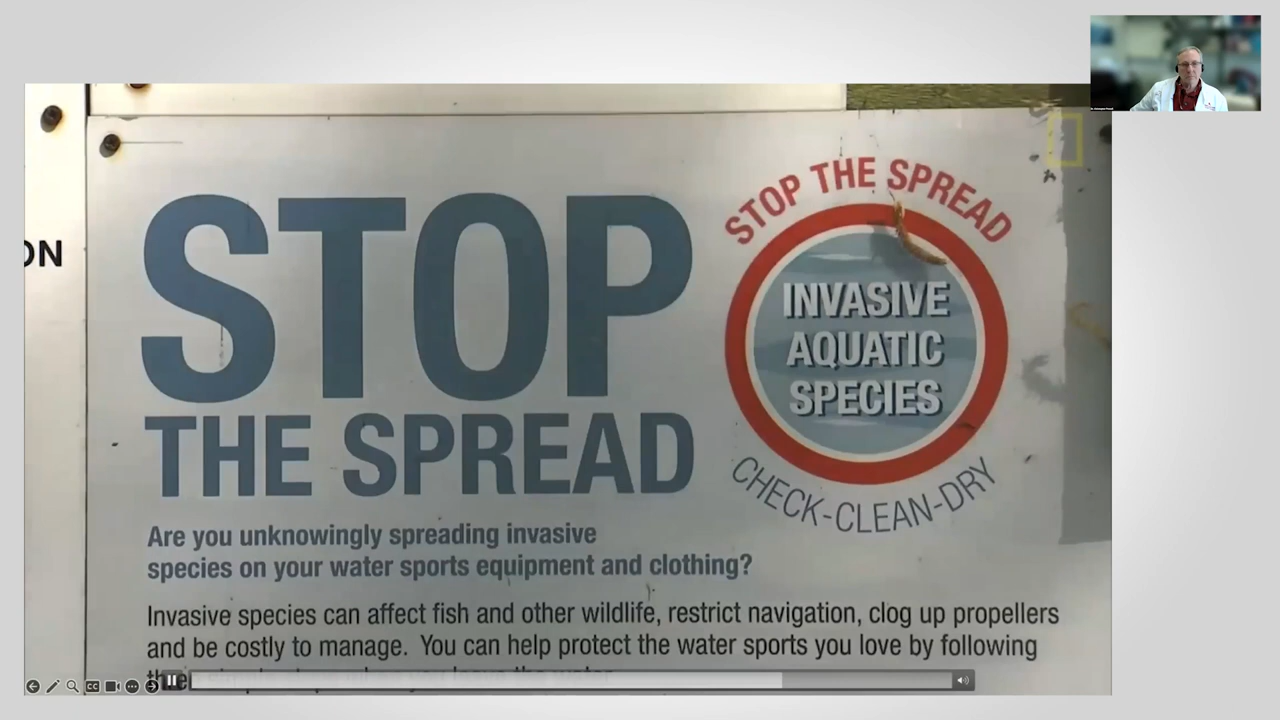 ON
STOP
THE SPREAD
STOP THE SPREAD
INVASIVE
AQUATIC
SPECIES
CHECK-CLEAN-DRY
Are you unknowingly spreading invasive
species on your water sports equipment and clothing?
Invasive species can affect fish and other wildlife, restrict navigation, clog up propellers
and be costly to manage. You can help protect the water sports you love by following
CC